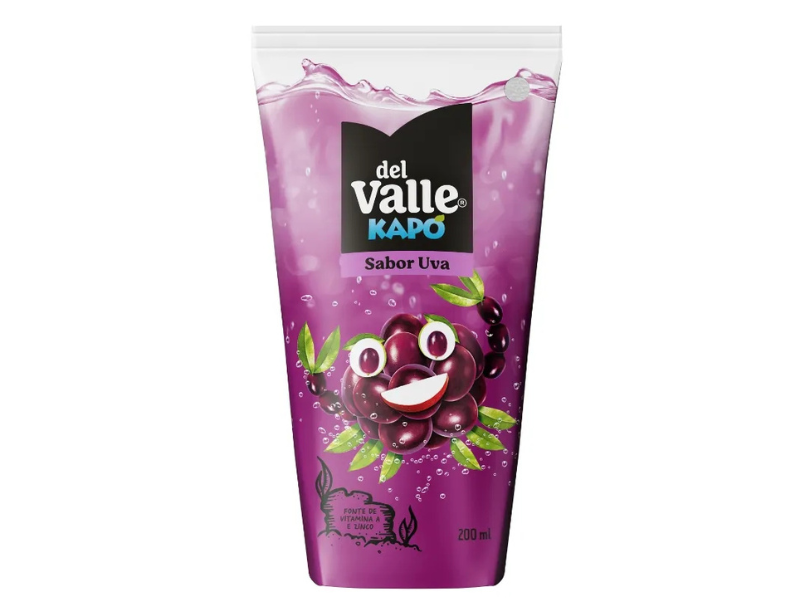 del
Valle®
KAPO
Sabor Uva
FONTE DE
VITAMINA A
E ZINCO
200 ml